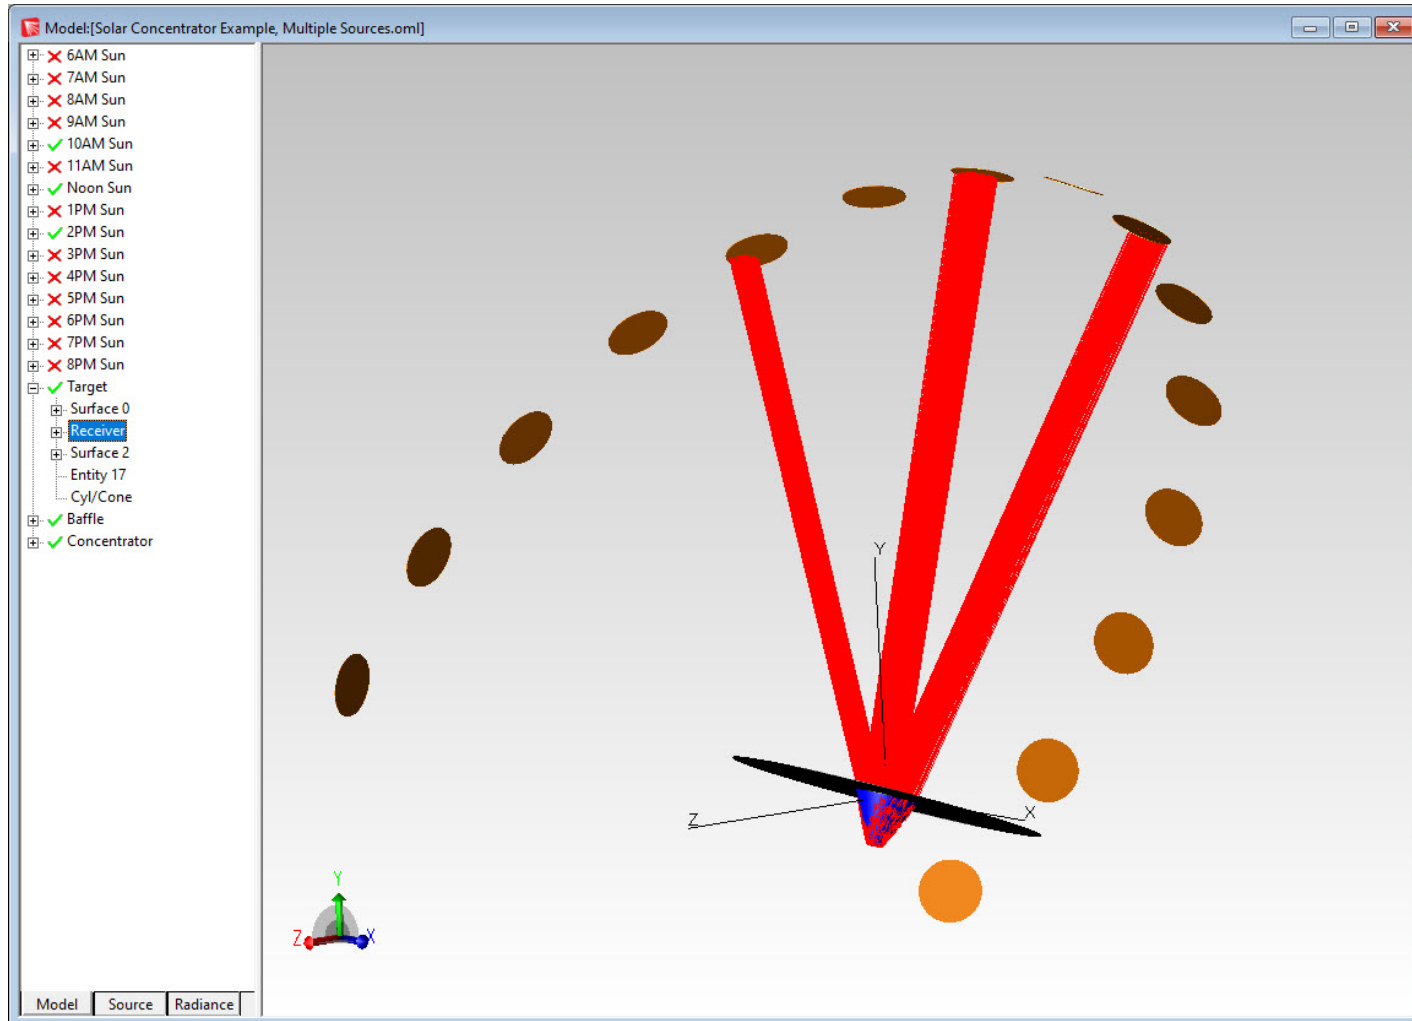 Model:[Solar Concentrator Example, Multiple Sources.oml]
6AM Sun
7AM Sun
8AM Sun
9AM Sun
10AM Sun
11AM Sun
Noon Sun
1PM Sun
2PM Sun
3PM Sun
4PM Sun
5PM Sun
6PM Sun
7PM Sun
8PM Sun
Target
Surface 0
Receiver
Surface 2
Entity 17
Cyl/Cone
Baffle
Concentrator
Y
Z
X
Y
Z
X
Model Source Radiance